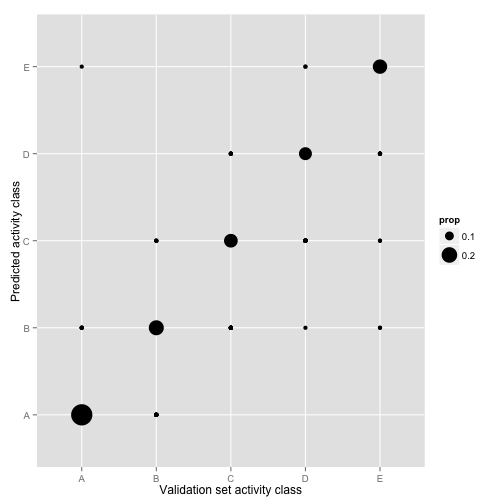 E
D
C
B
A
A B C D E
Predicted activity class
Validation set activity class
prop
0.1
0.2